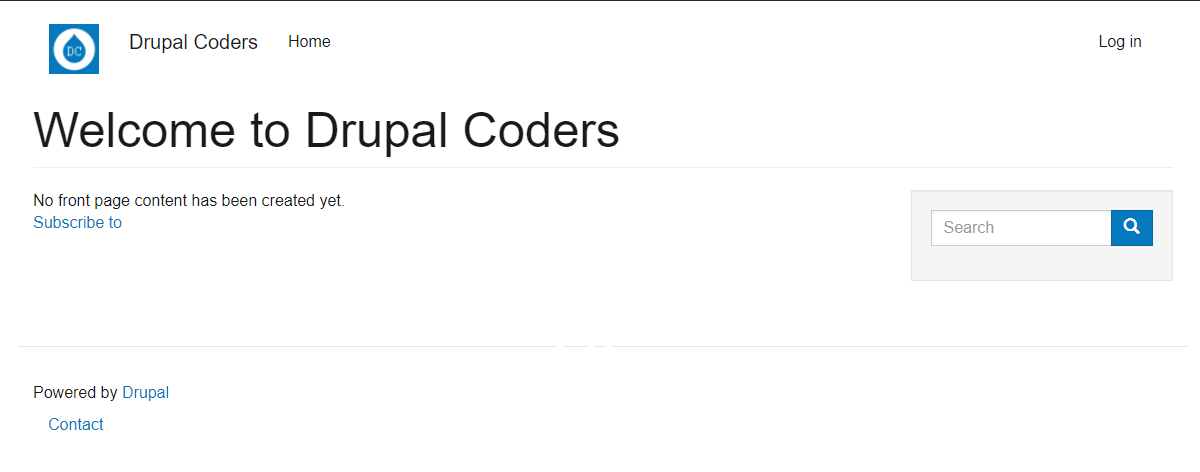 DC
Drupal Coders
Home
Log in
Welcome to Drupal Coders
No front page content has been created yet.
Subscribe to
Search
Powered by Drupal
Contact